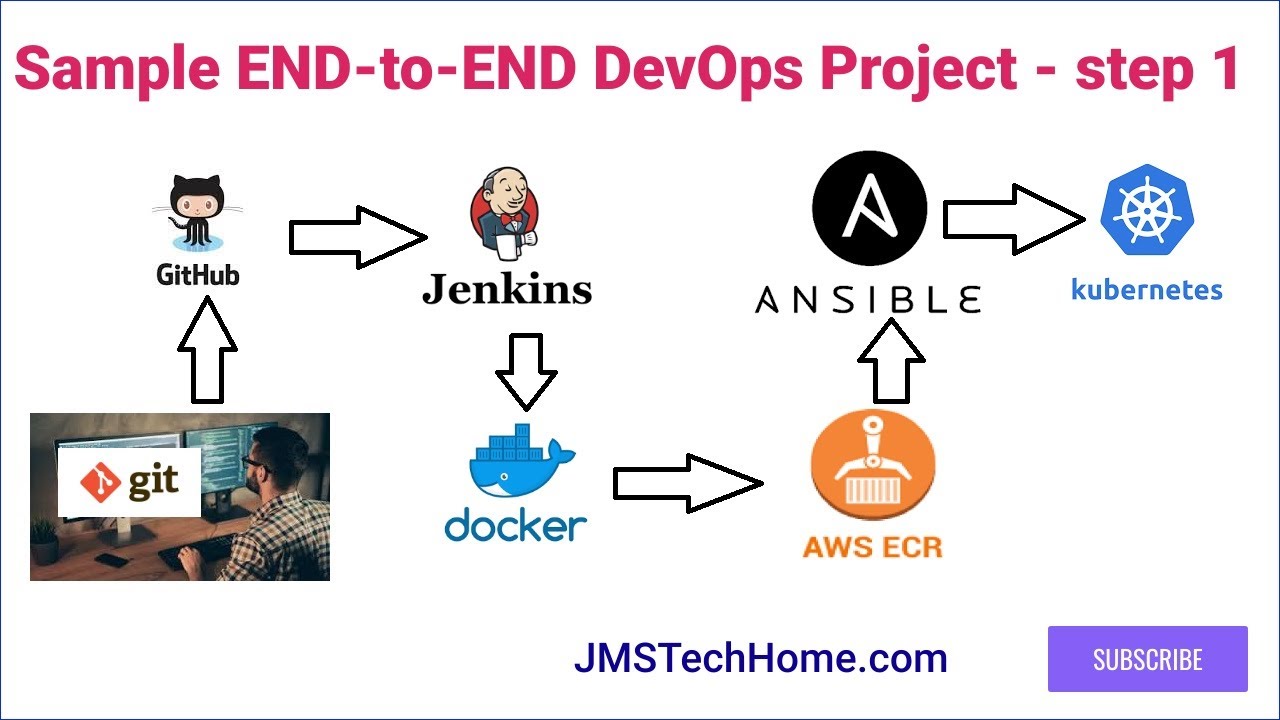 Sample END-to-END DevOps Project - step 1
GitHub
Jenkins
ANSIBLE
kubernetes
git
docker
AWS ECR
JMSTechHome.com
SUBSCRIBE